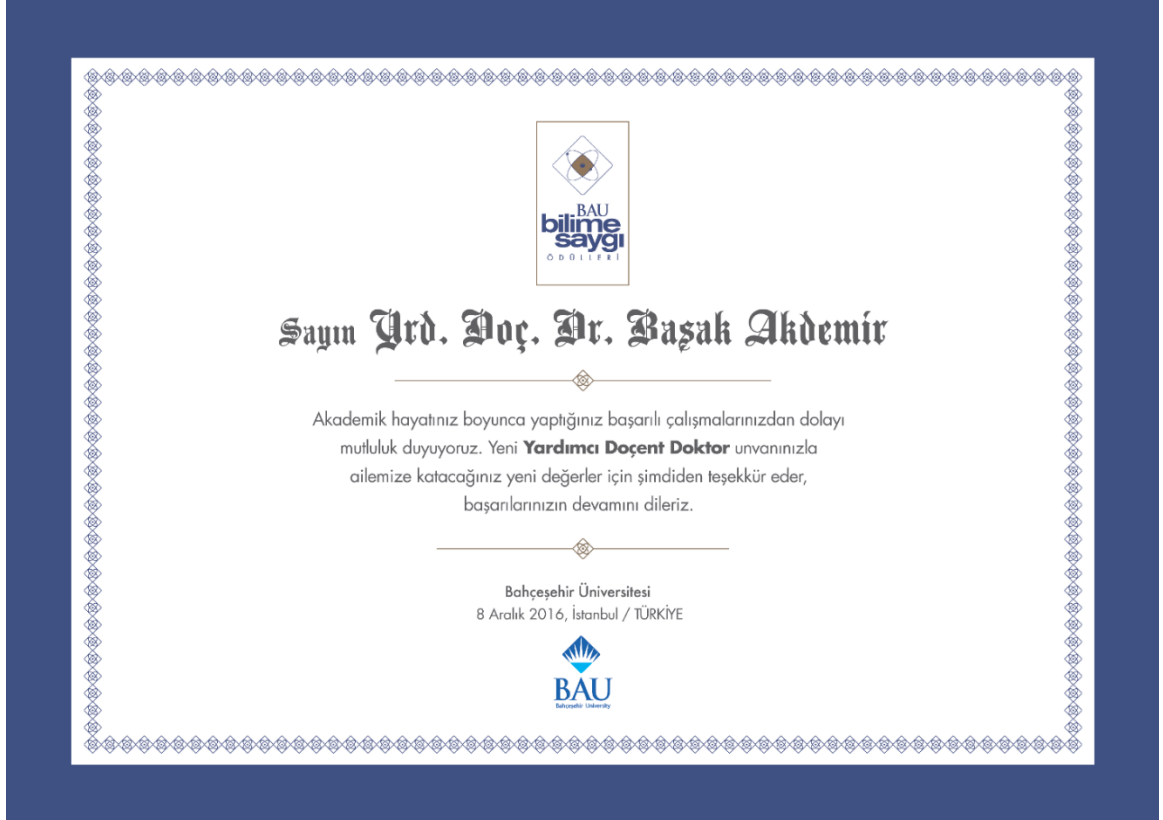 BAU
bilime
saygı
ÖDÜLLERİ
Sayın Yrd. Doç. Dr. Başak Akdemir
Akademik hayatınız boyunca yaptığınız başarılı çalışmalarınızdan dolayı
mutluluk duyuyoruz. Yeni Yardımcı Doçent Doktor unvanınızla
ailemize katacağınız yeni değerler için şimdiden teşekkür eder,
başarılarınızın devamını dileriz.
Bahçeşehir Üniversitesi
8 Aralık 2016, İstanbul / TÜRKİYE
BAU
Bahçeşehir University